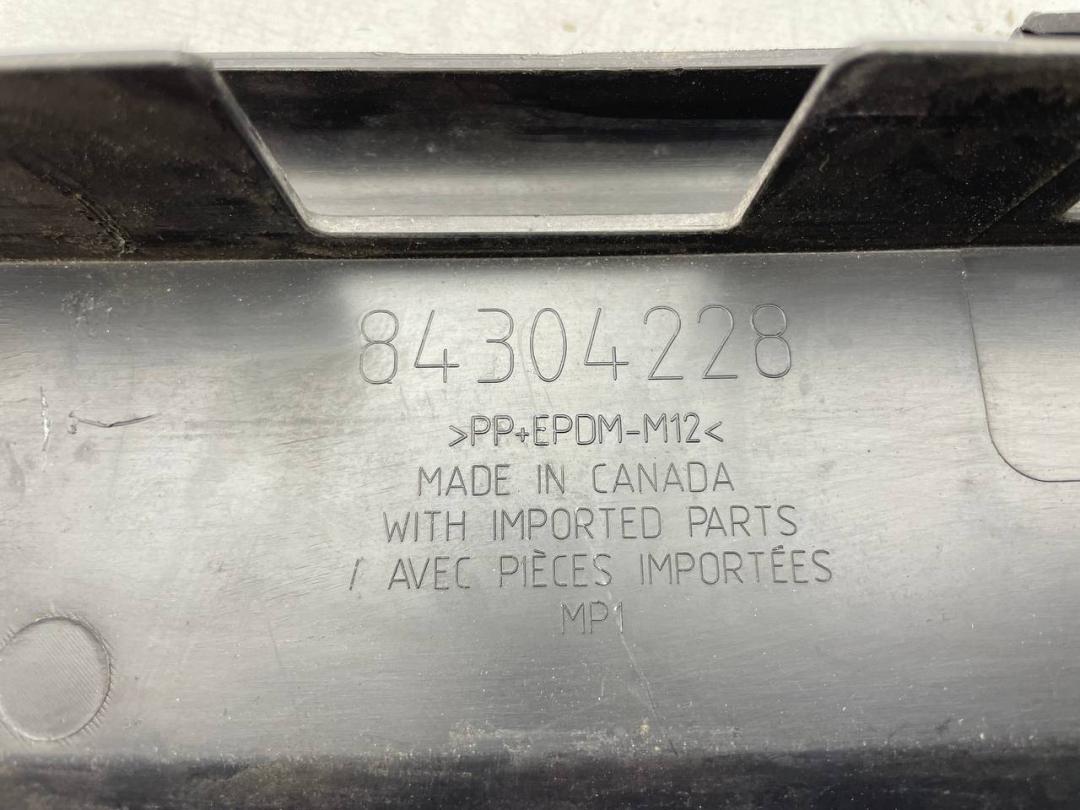 84304228
>PP+EPDM-M12<
MADE IN CANADA
WITH IMPORTED PARTS
/ AVEC PIÈCES IMPORTÉES
MP1